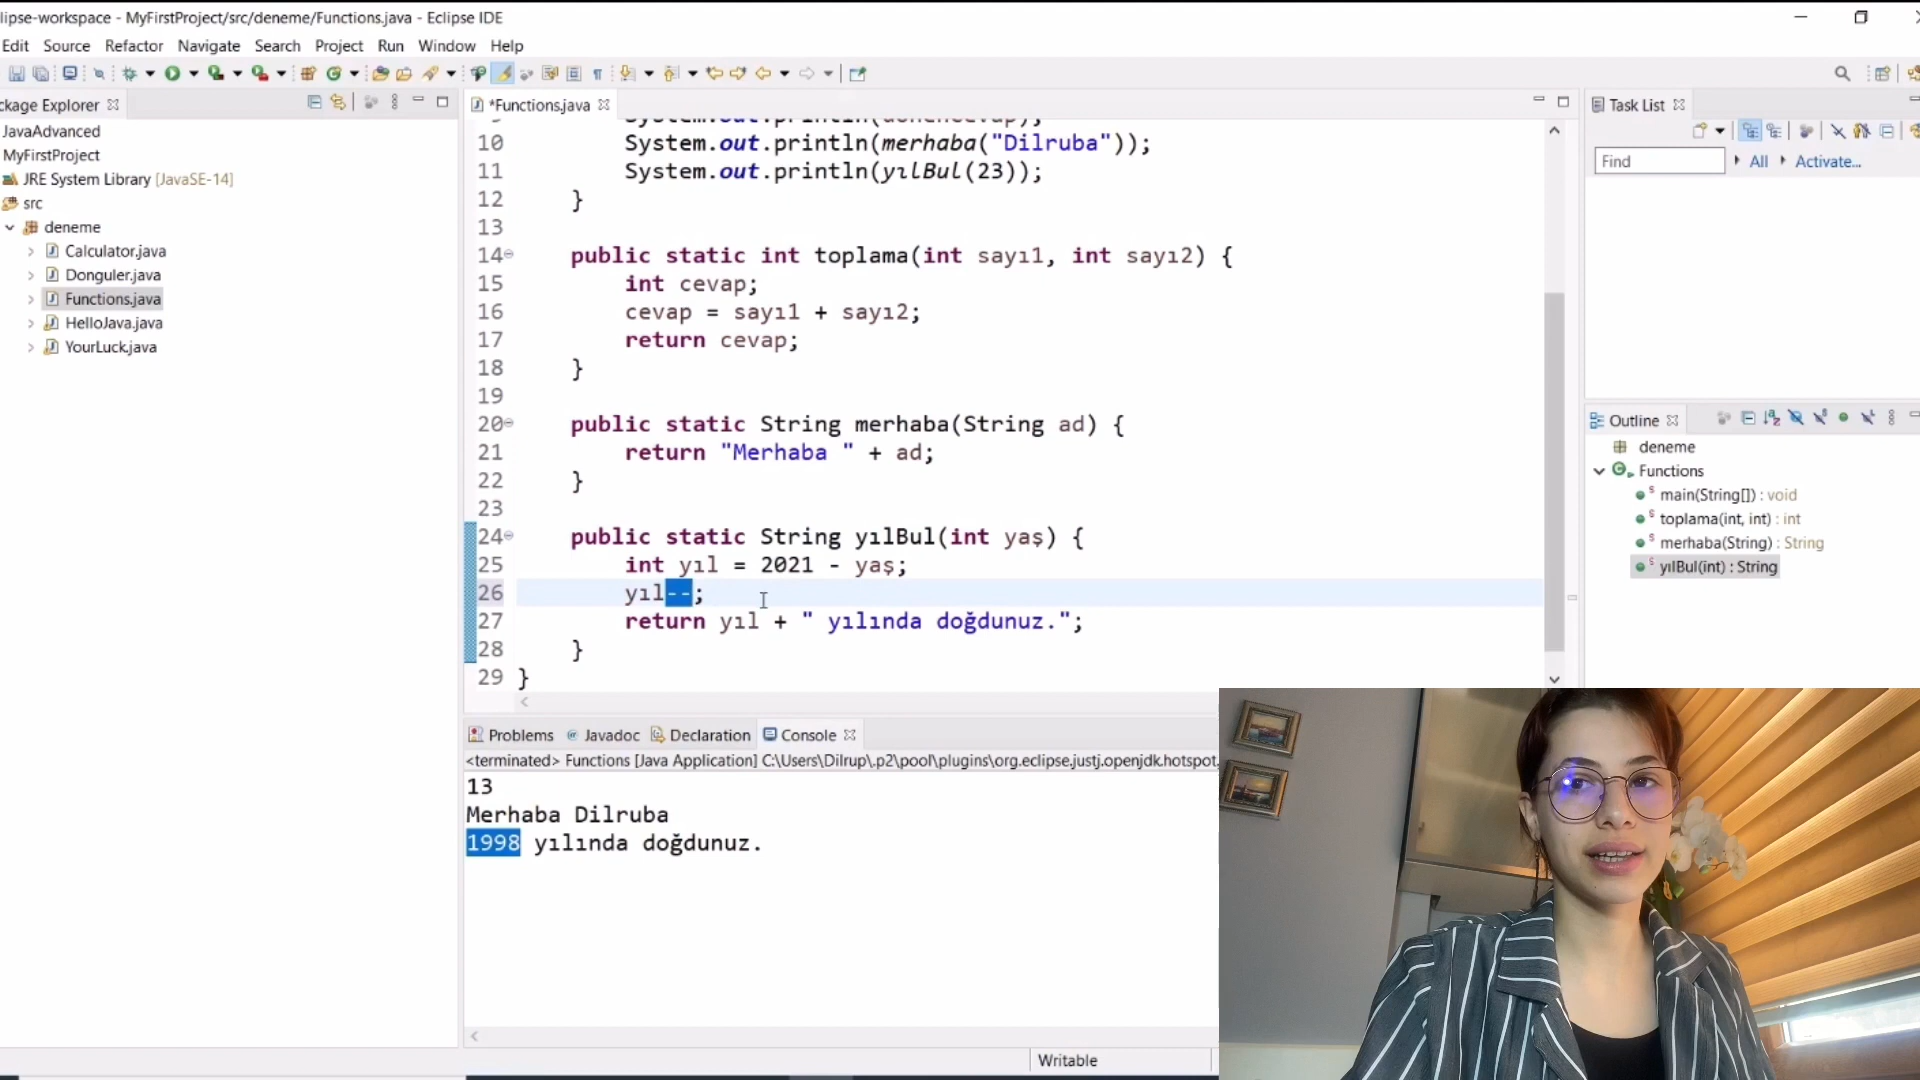 lipse-workspace - MyFirstProject/src/deneme/Functions.java - Eclipse IDE
Edit Source Refactor Navigate Search Project Run Window Help
ckage Explorer
JavaAdvanced
MyFirstProject
JRE System Library [JavaSE-14]
src
deneme
Calculator.java
Donguler.java
Functions.java
HelloJava.java
YourLuck.java
*Functions.java
10 System.out.println(merhaba("Dilruba"));
11 System.out.println(yılBul(23));
12 }
13
14 public static int toplama(int sayı1, int sayı2) {
15 int cevap;
16 cevap = sayı1 + sayı2;
17 return cevap;
18 }
19
20 public static String merhaba(String ad) {
21 return "Merhaba " + ad;
22 }
23
24 public static String yılBul(int yaş) {
25 int yıl = 2021 - yaş;
26 yıl--;
27 return yıl + " yılında doğdunuz.";
28 }
29 }
Task List
Find All Activate...
Outline
deneme
Functions
main(String[]) : void
toplama(int, int) : int
merhaba(String) : String
yılBul(int) : String
Problems Javadoc Declaration Console
<terminated> Functions [Java Application] C:\Users\Dilrup\.p2\pool\plugins\org.eclipse.justj.openjdk.hotspot.
13
Merhaba Dilruba
1998 yılında doğdunuz.
Writable